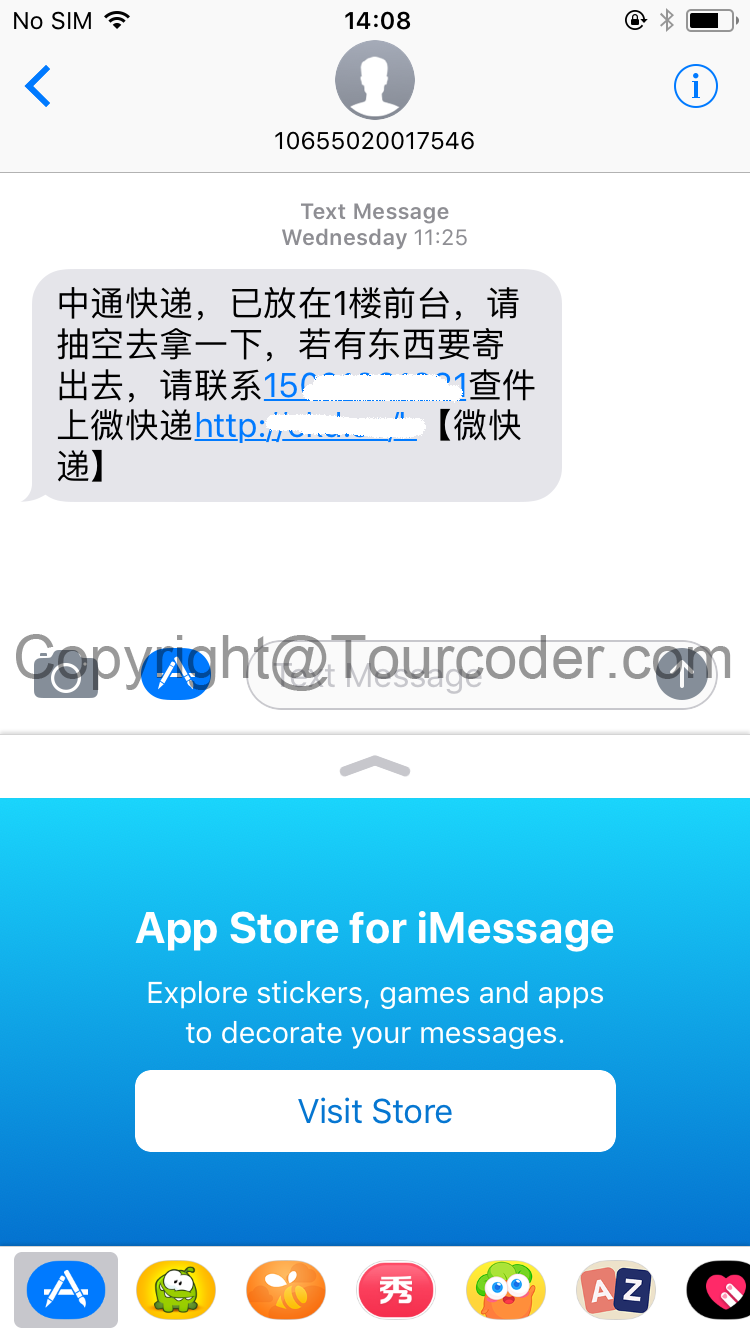 No SIM 14:08
10655020017546
Text Message
Wednesday 11:25
中通快递，已放在1楼前台，请
抽空去拿一下，若有东西要寄
出去，请联系150 1查件
上微快递http:// 【微快
递】
Copyright@Tourcoder.com
Text Message
App Store for iMessage
Explore stickers, games and apps
to decorate your messages.
Visit Store
秀
A Z